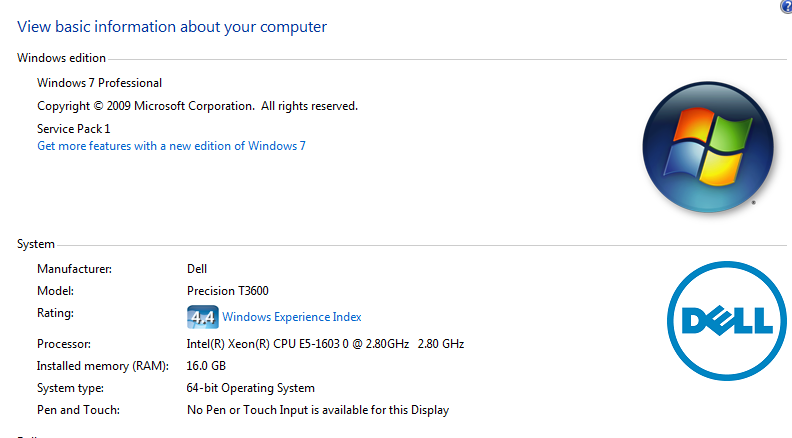 View basic information about your computer
Windows edition
Windows 7 Professional
Copyright © 2009 Microsoft Corporation.  All rights reserved.
Service Pack 1
Get more features with a new edition of Windows 7
System
Manufacturer: Dell
Model: Precision T3600
Rating: 4.4 Windows Experience Index
Processor: Intel(R) Xeon(R) CPU E5-1603 0 @ 2.80GHz   2.80 GHz
Installed memory (RAM): 16.0 GB
System type: 64-bit Operating System
Pen and Touch: No Pen or Touch Input is available for this Display
DELL